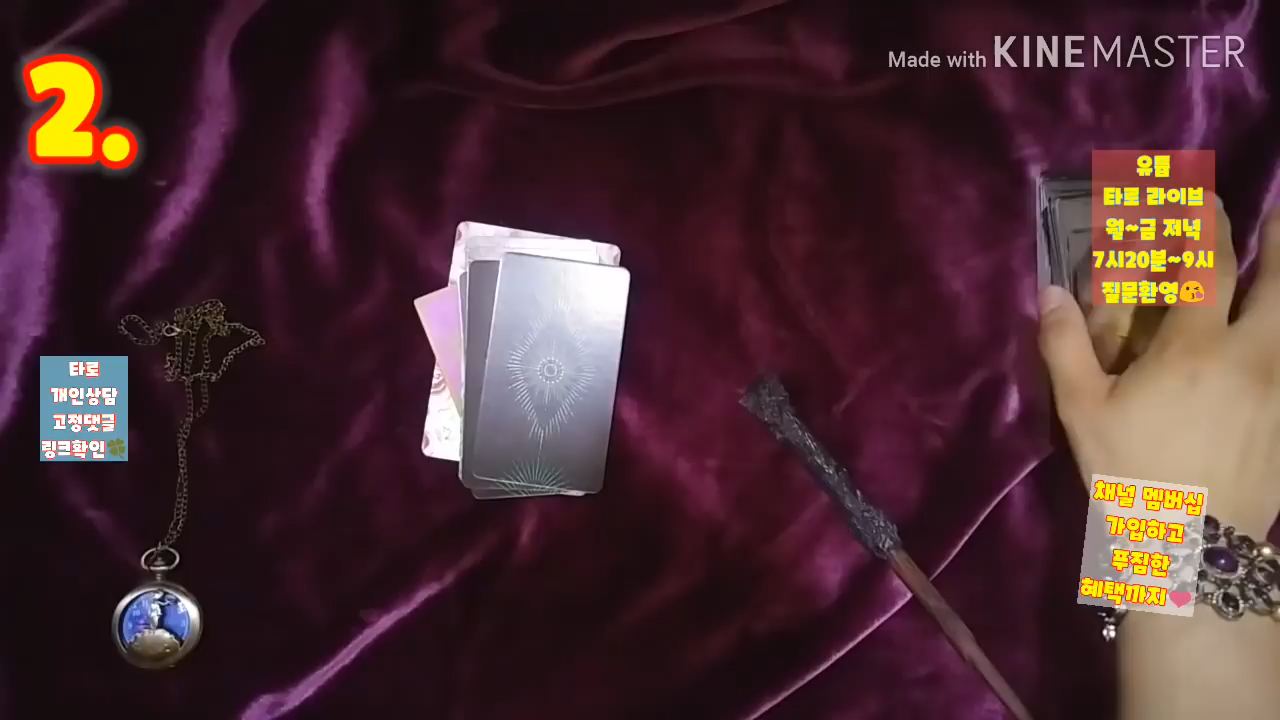 2.
Made with KINEMASTER
유튭
타로 라이브
월~금 저녁
7시20분~9시
질문환영😘
타로
개인상담
고정댓글
링크확인🍀
채널 멤버십
가입하고
푸짐한
혜택까지❤️